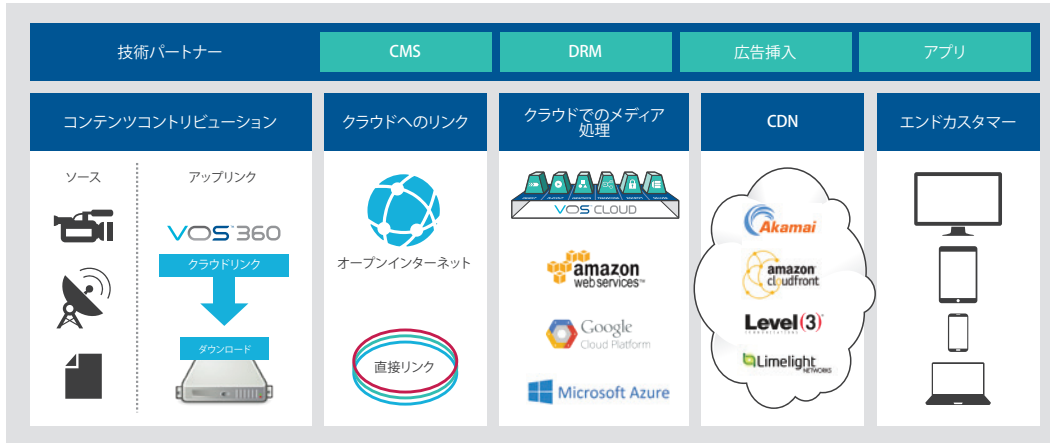 技術パートナー
CMS
DRM
広告挿入
アプリ
コンテンツコントリビューション
クラウドへのリンク
クラウドでのメディア
処理
CDN
エンドカスタマー
ソース
アップリンク
VOS™360
クラウドリンク
ダウンロード
オープンインターネット
直接リンク
VOS™CLOUD
amazon
web services™
Google
Cloud Platform
Microsoft Azure
Akamai
amazon
cloudfront
Level(3)
Limelight
NETWORKS